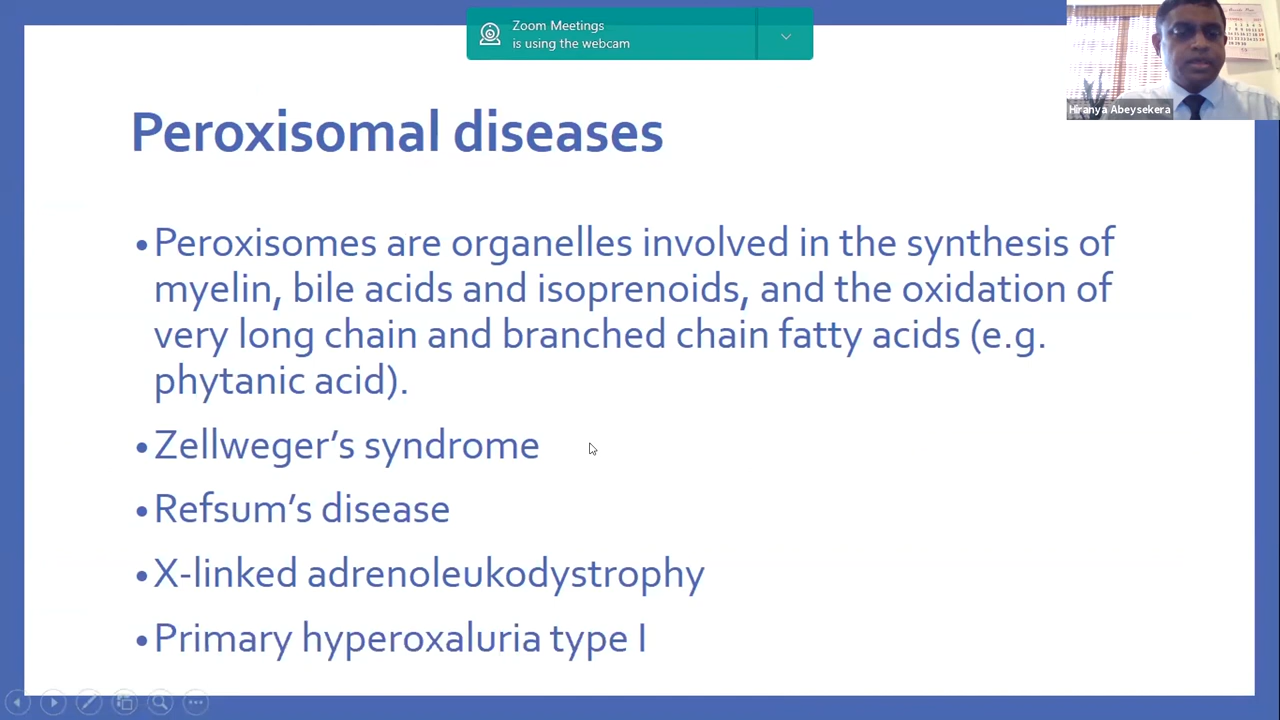 Zoom Meetings
is using the webcam
Hiranya Abeysekera
Peroxisomal diseases
•Peroxisomes are organelles involved in the synthesis of
myelin, bile acids and isoprenoids, and the oxidation of
very long chain and branched chain fatty acids (e.g.
phytanic acid).
•Zellweger’s syndrome
•Refsum’s disease
•X-linked adrenoleukodystrophy
•Primary hyperoxaluria type I